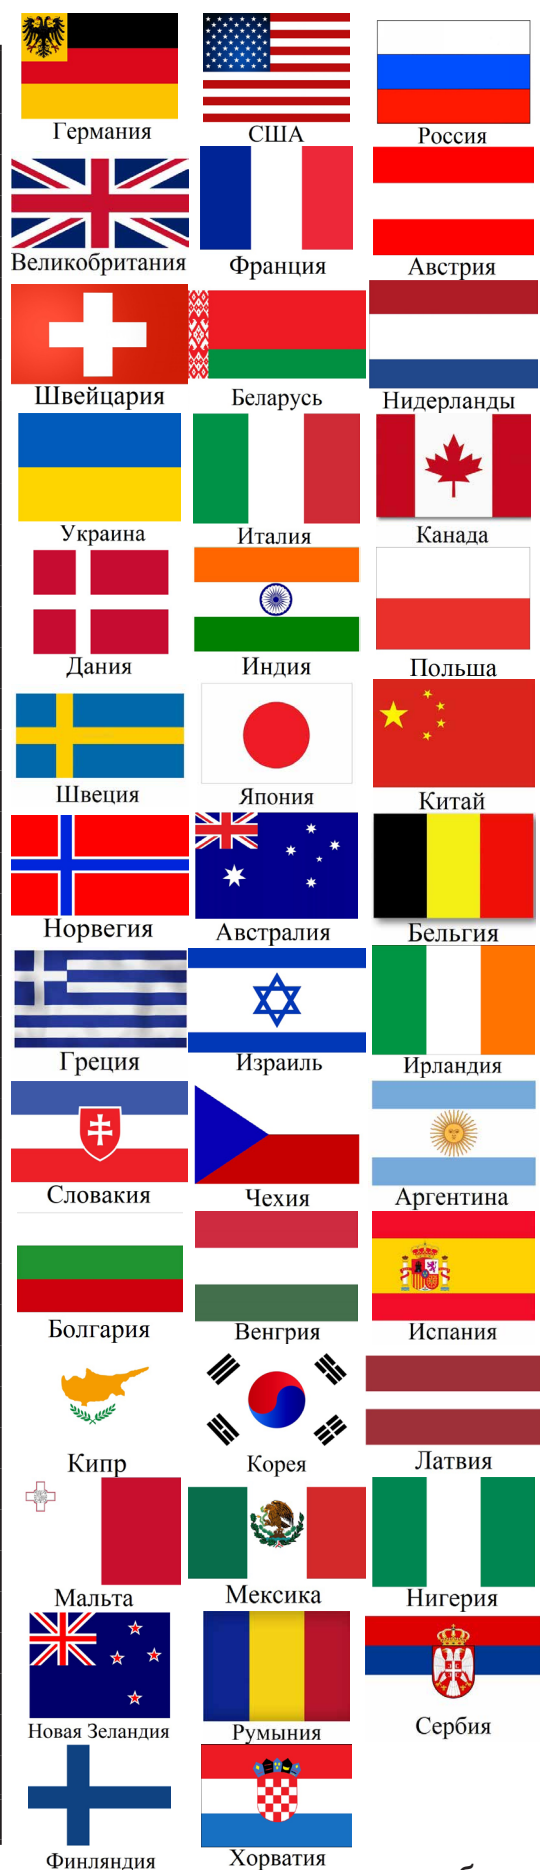 Германия
США
Россия
Великобритания
Франция
Австрия
Швейцария
Беларусь
Нидерланды
Украина
Италия
Канада
Дания
Индия
Польша
Швеция
Япония
Китай
Норвегия
Австралия
Бельгия
Греция
Израиль
Ирландия
Словакия
Чехия
Аргентина
Болгария
Венгрия
Испания
Кипр
Корея
Латвия
Мальта
Мексика
Нигерия
Новая Зеландия
Румыния
Сербия
Финляндия
Хорватия